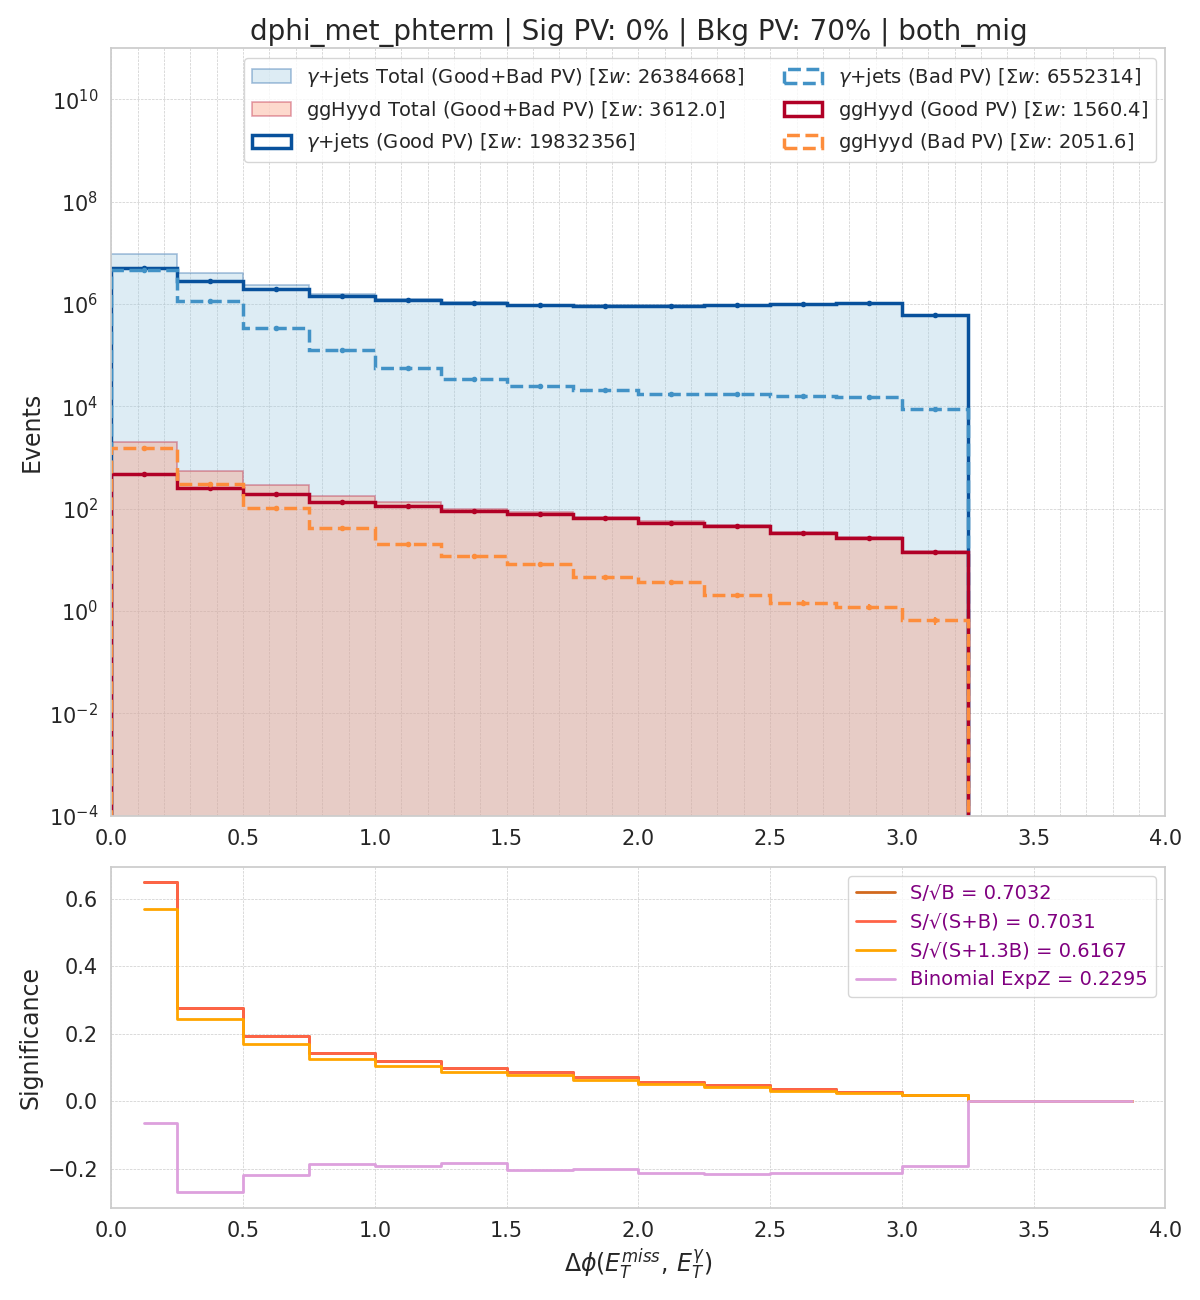 dphi_met_phterm | Sig PV: 0% | Bkg PV: 70% | both_mig
γ+jets Total (Good+Bad PV) [Σw: 26384668]
ggHyyd Total (Good+Bad PV) [Σw: 3612.0]
γ+jets (Good PV) [Σw: 19832356]
γ+jets (Bad PV) [Σw: 6552314]
ggHyyd (Good PV) [Σw: 1560.4]
ggHyyd (Bad PV) [Σw: 2051.6]
Events
10^10
10^8
10^6
10^4
10^2
10^0
10^−2
10^−4
0.0 0.5 1.0 1.5 2.0 2.5 3.0 3.5 4.0
S/√B = 0.7032
S/√(S+B) = 0.7031
S/√(S+1.3B) = 0.6167
Binomial ExpZ = 0.2295
Significance
0.6
0.4
0.2
0.0
−0.2
0.0 0.5 1.0 1.5 2.0 2.5 3.0 3.5 4.0
Δϕ(E_T^miss, E_T^γ)